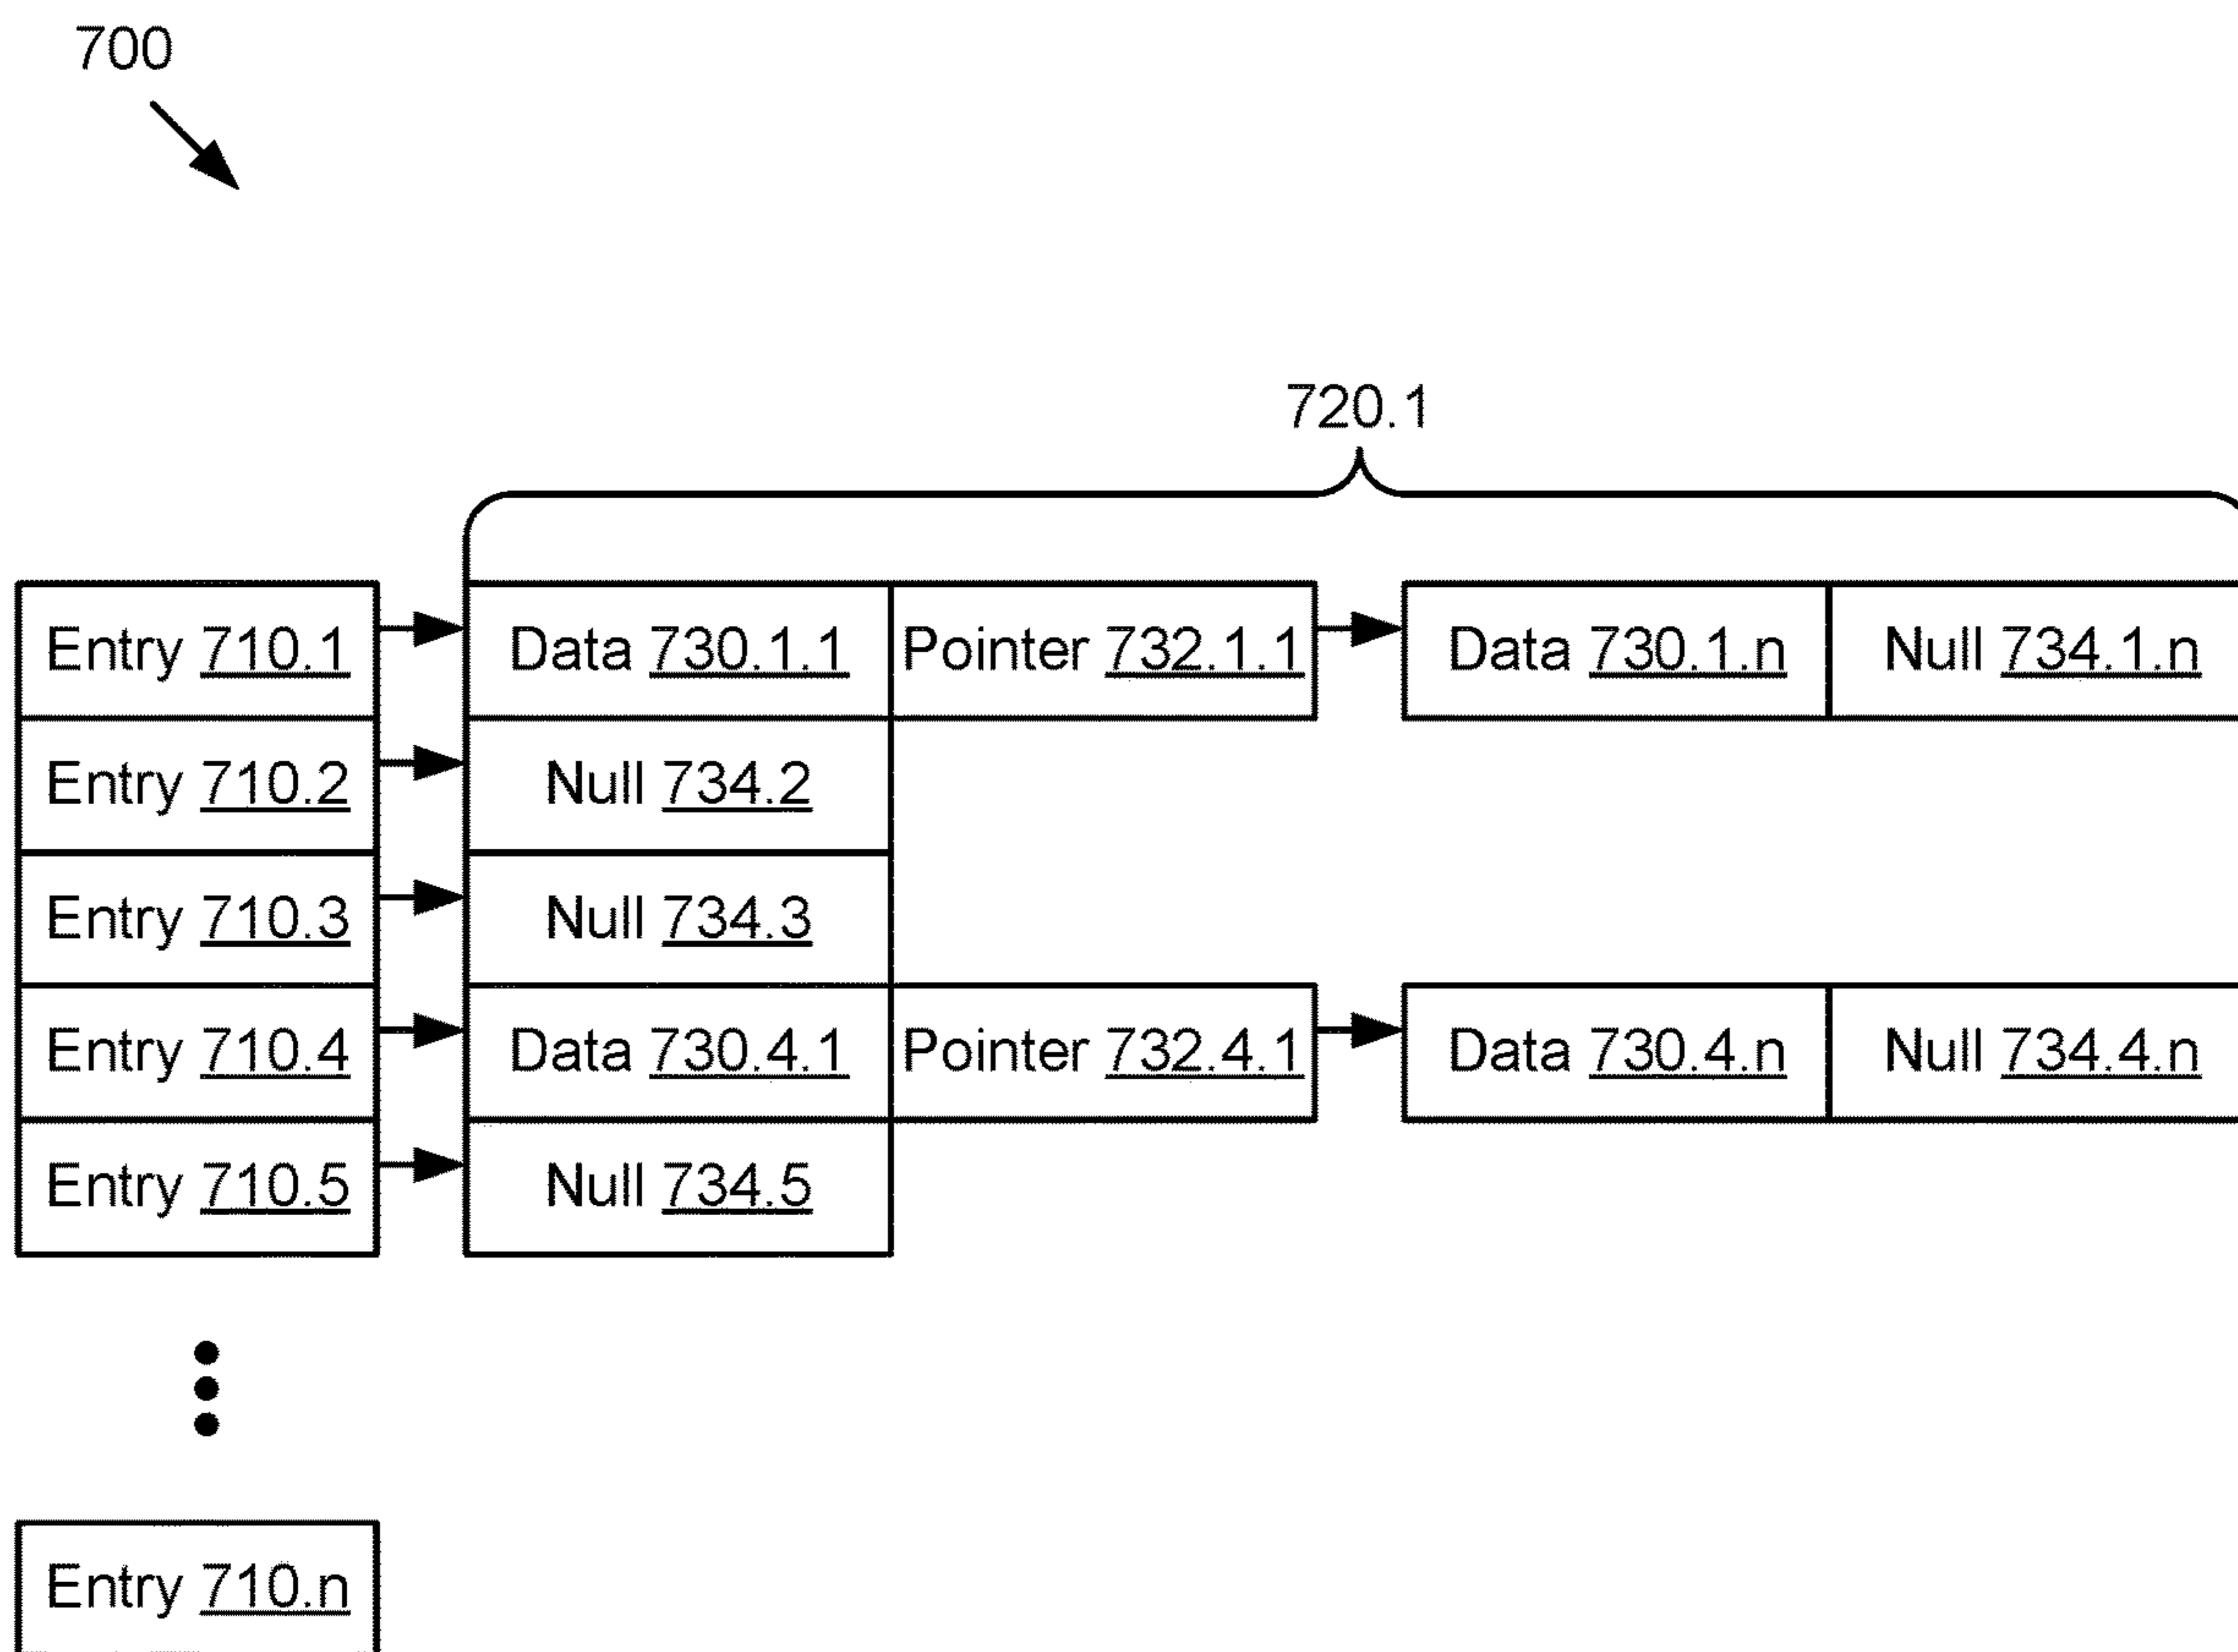 700
720.1
Entry 710.1 Data 730.1.1 Pointer 732.1.1 Data 730.1.n Null 734.1.n
Entry 710.2 Null 734.2
Entry 710.3 Null 734.3
Entry 710.4 Data 730.4.1 Pointer 732.4.1 Data 730.4.n Null 734.4.n
Entry 710.5 Null 734.5
Entry 710.n